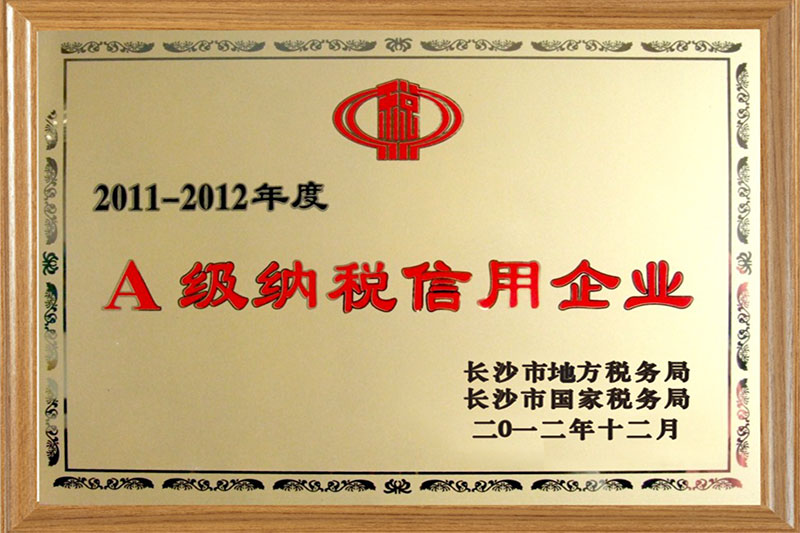 税
2011-2012年度
A级纳税信用企业
长沙市地方税务局
长沙市国家税务局
二0一二年十二月